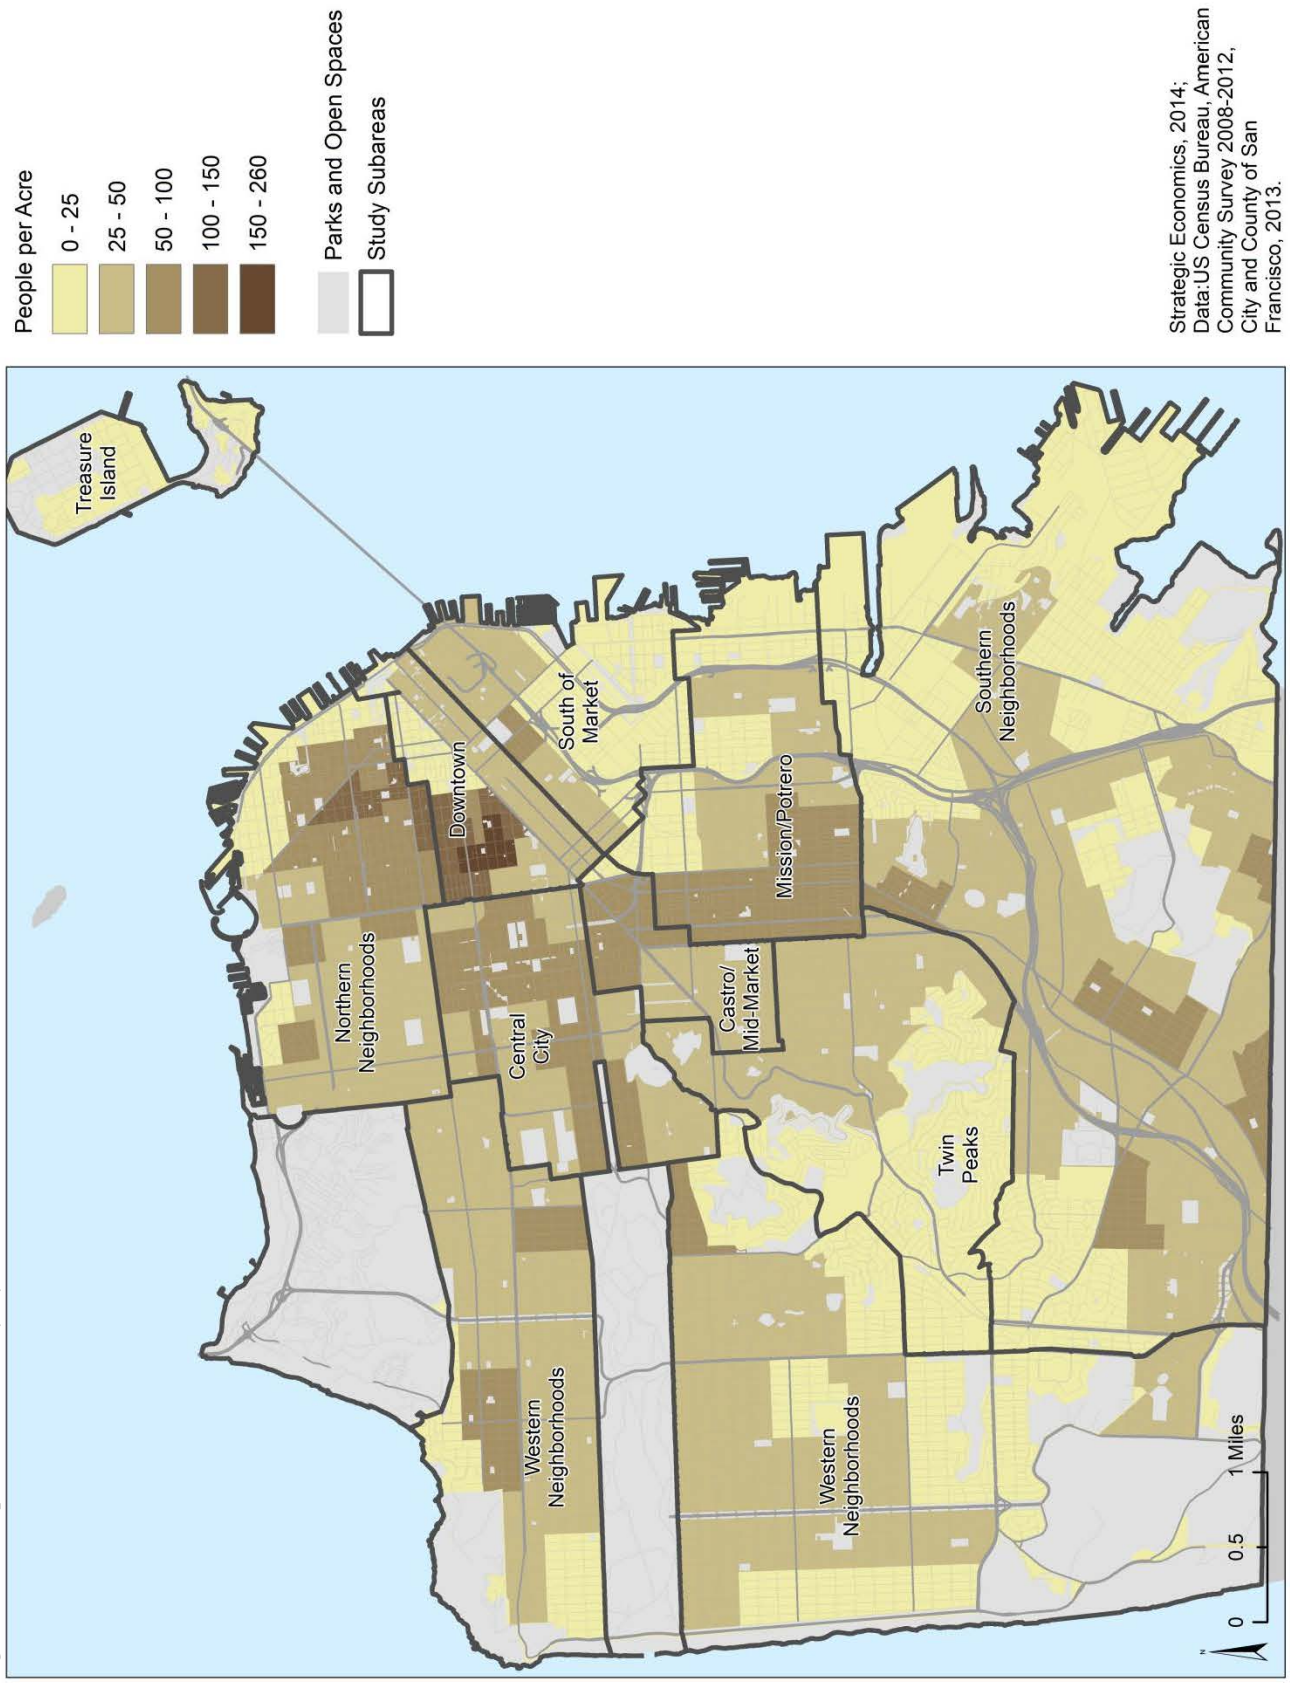 People per Acre
0 - 25
25 - 50
50 - 100
100 - 150
150 - 260
Parks and Open Spaces
Study Subareas
Treasure
Island
Northern
Neighborhoods
Downtown
South of
Market
Central
City
Mission/Potrero
Castro/
Mid-Market
Southern
Neighborhoods
Twin
Peaks
Western
Neighborhoods
Western
Neighborhoods
N
0 0.5 1 Miles
Strategic Economics, 2014;
Data:US Census Bureau, American
Community Survey 2008-2012,
City and County of San
Francisco, 2013.